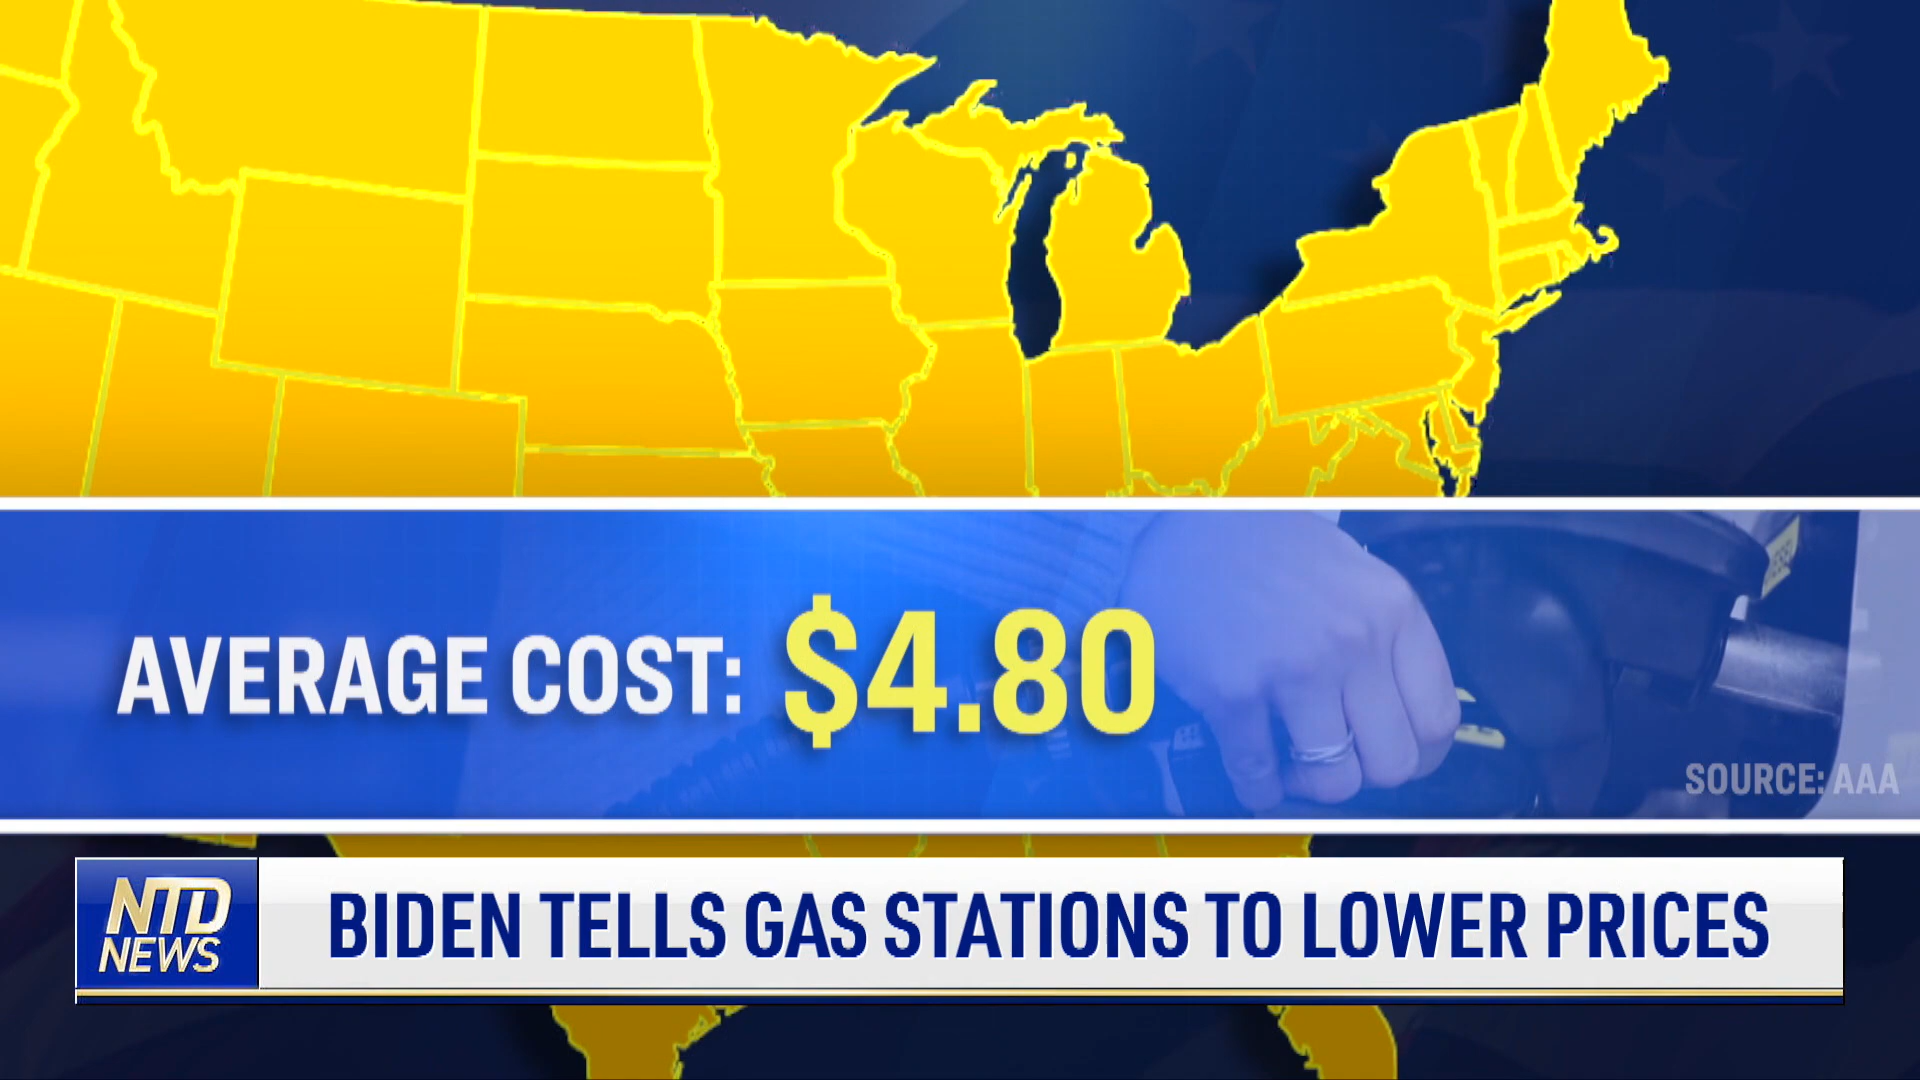 AVERAGE COST: $4.80
SOURCE: AAA
NTD
NEWS
BIDEN TELLS GAS STATIONS TO LOWER PRICES